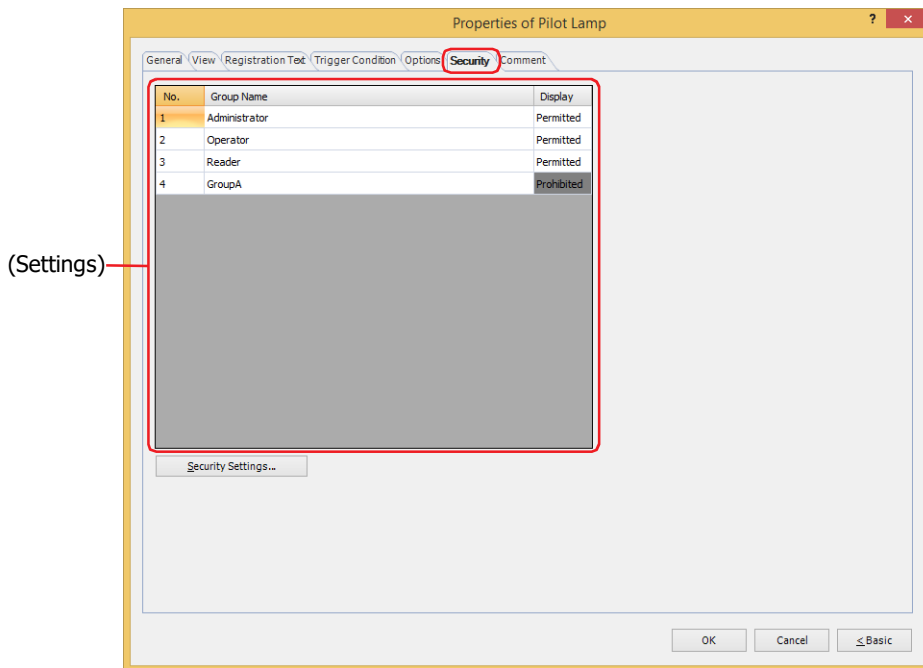 Properties of Pilot Lamp
? ×
General View Registration Text Trigger Condition Options Security Comment
No. Group Name Display
1 Administrator Permitted
2 Operator Permitted
3 Reader Permitted
4 GroupA Prohibited
(Settings)
Security Settings...
OK Cancel < Basic